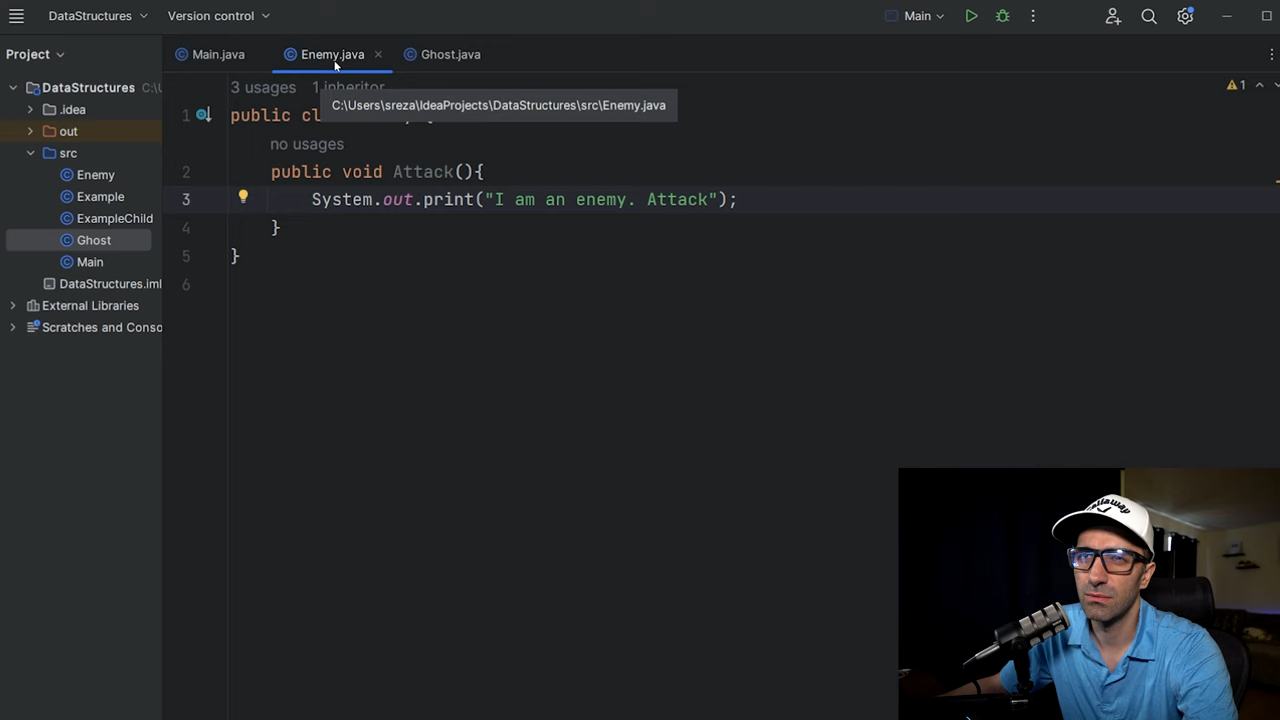 DataStructures
Version control
Main
Project
Main.java
Enemy.java
Ghost.java
DataStructures
C:\U
.idea
out
src
Enemy
Example
ExampleChild
Ghost
Main
DataStructures.iml
External Libraries
Scratches and Conso
3 usages 1 inheritor
C:\Users\sreza\IdeaProjects\DataStructures\src\Enemy.java
1 public cl
no usages
2 public void Attack(){
3 System.out.print("I am an enemy. Attack");
4 }
5 }
6
1
Callaway